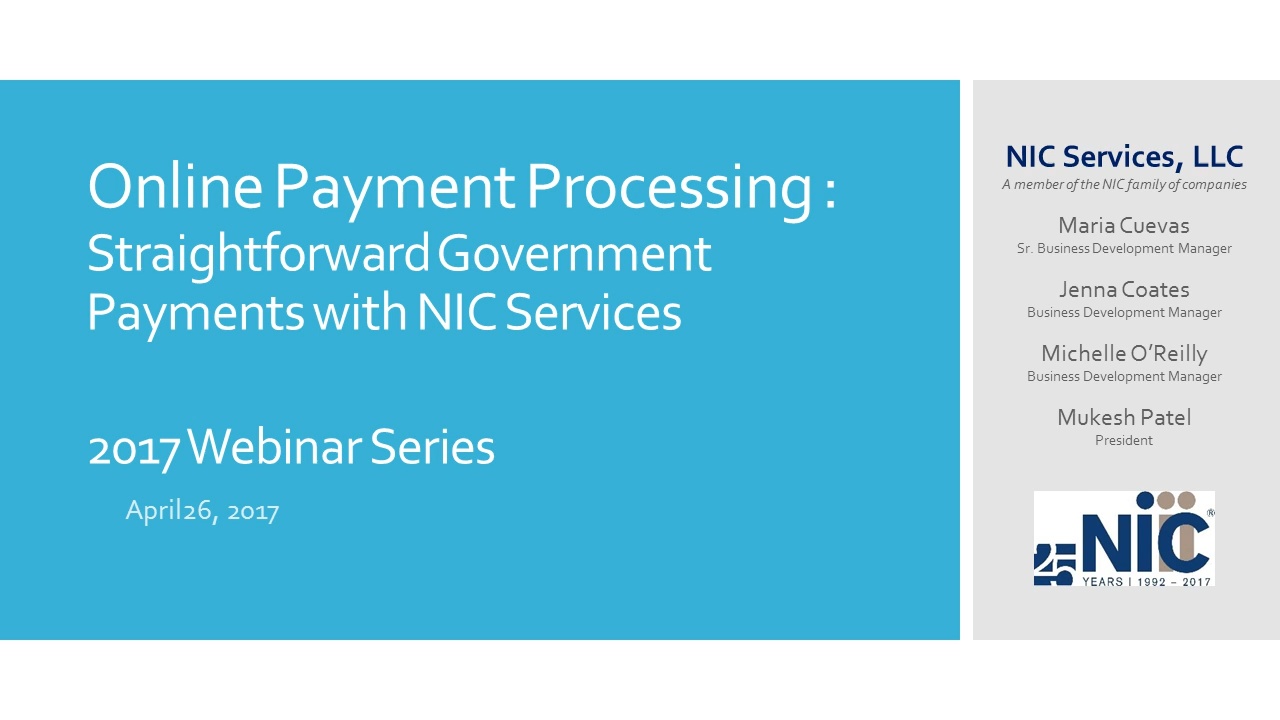 Online Payment Processing :
Straightforward Government
Payments with NIC Services
2017 Webinar Series
April26, 2017
NIC Services, LLC
A member of the NIC family of companies
Maria Cuevas
Sr. Business Development Manager
Jenna Coates
Business Development Manager
Michelle O’Reilly
Business Development Manager
Mukesh Patel
President
25 NIC®
YEARS | 1992 – 2017